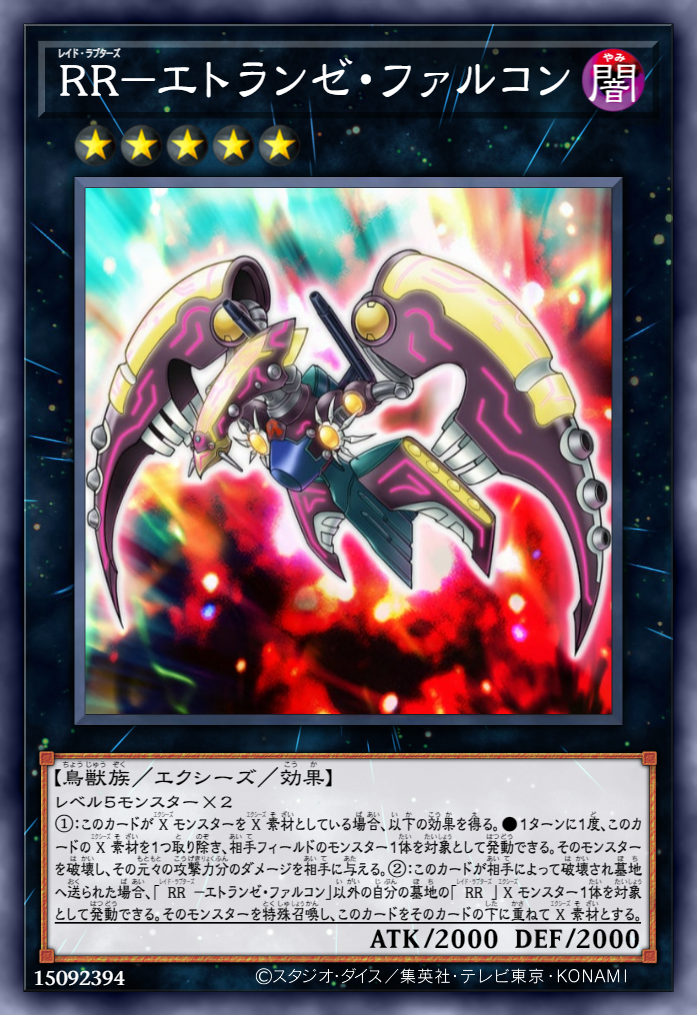 レイド・ラプターズ
RR－エトランゼ・ファルコン
やみ
闇
ちょうじゅうぞく こうか
【鳥獣族／エクシーズ／効果】
レベル5モンスター×2
①：このカードがXモンスターをX素材としている場合、以下の効果を得る。●1ターンに1度、このカ
ードのX素材を1つ取り除き、相手フィールドのモンスター1体を対象として発動できる。そのモンスター
を破壊し、その元々の攻撃力分のダメージを相手に与える。②：このカードが相手によって破壊され墓地
へ送られた場合、「RR－エトランゼ・ファルコン」以外の自分の墓地の「RR」Xモンスター1体を対象
として発動できる。そのモンスターを特殊召喚し、このカードをそのカードの下に重ねてX素材とする。
ATK/2000 DEF/2000
15092394 ©スタジオ・ダイス／集英社・テレビ東京・KONAMI